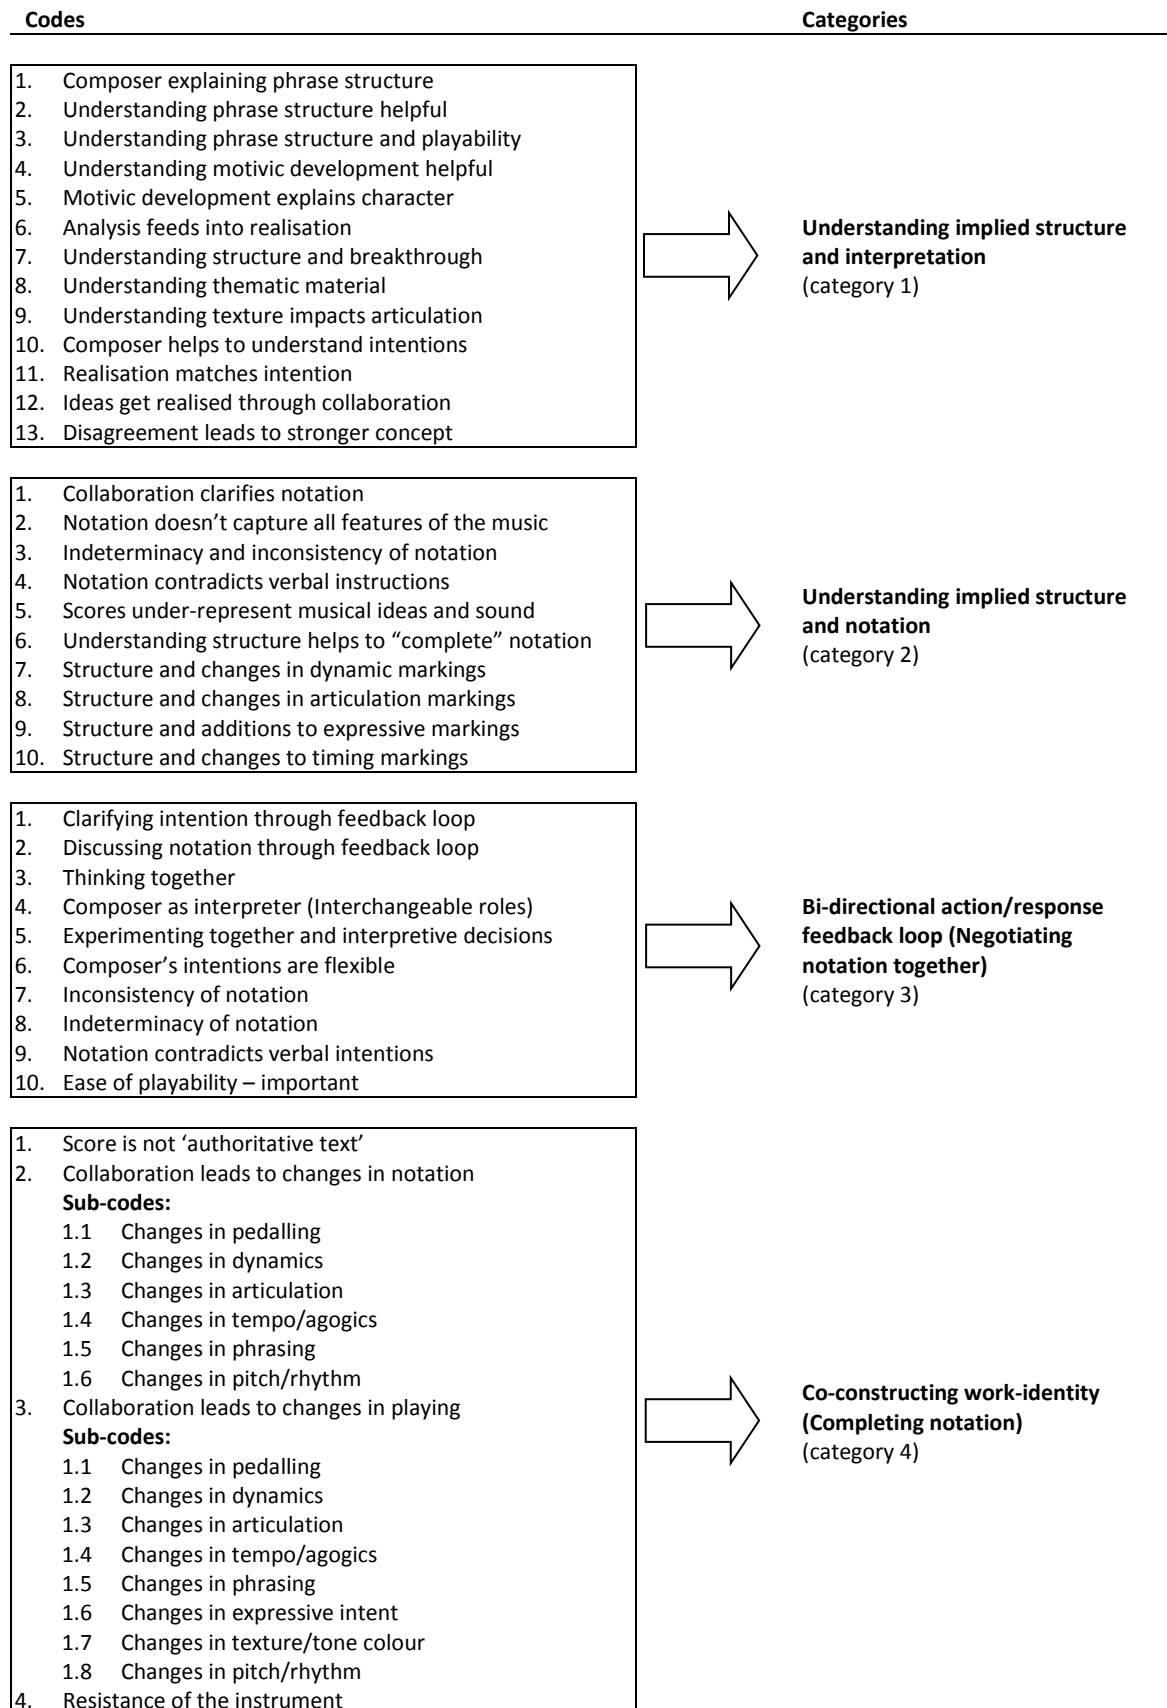 Codes Categories
1. Composer explaining phrase structure
2. Understanding phrase structure helpful
3. Understanding phrase structure and playability
4. Understanding motivic development helpful
5. Motivic development explains character
6. Analysis feeds into realisation
7. Understanding structure and breakthrough
8. Understanding thematic material
9. Understanding texture impacts articulation
10. Composer helps to understand intentions
11. Realisation matches intention
12. Ideas get realised through collaboration
13. Disagreement leads to stronger concept
Understanding implied structure
and interpretation
(category 1)
1. Collaboration clarifies notation
2. Notation doesn’t capture all features of the music
3. Indeterminacy and inconsistency of notation
4. Notation contradicts verbal instructions
5. Scores under-represent musical ideas and sound
6. Understanding structure helps to “complete” notation
7. Structure and changes in dynamic markings
8. Structure and changes in articulation markings
9. Structure and additions to expressive markings
10. Structure and changes to timing markings
Understanding implied structure
and notation
(category 2)
1. Clarifying intention through feedback loop
2. Discussing notation through feedback loop
3. Thinking together
4. Composer as interpreter (Interchangeable roles)
5. Experimenting together and interpretive decisions
6. Composer’s intentions are flexible
7. Inconsistency of notation
8. Indeterminacy of notation
9. Notation contradicts verbal intentions
10. Ease of playability – important
Bi-directional action/response
feedback loop (Negotiating
notation together)
(category 3)
1. Score is not ‘authoritative text’
2. Collaboration leads to changes in notation
Sub-codes:
1.1 Changes in pedalling
1.2 Changes in dynamics
1.3 Changes in articulation
1.4 Changes in tempo/agogics
1.5 Changes in phrasing
1.6 Changes in pitch/rhythm
3. Collaboration leads to changes in playing
Sub-codes:
1.1 Changes in pedalling
1.2 Changes in dynamics
1.3 Changes in articulation
1.4 Changes in tempo/agogics
1.5 Changes in phrasing
1.6 Changes in expressive intent
1.7 Changes in texture/tone colour
1.8 Changes in pitch/rhythm
4. Resistance of the instrument
Co-constructing work-identity
(Completing notation)
(category 4)